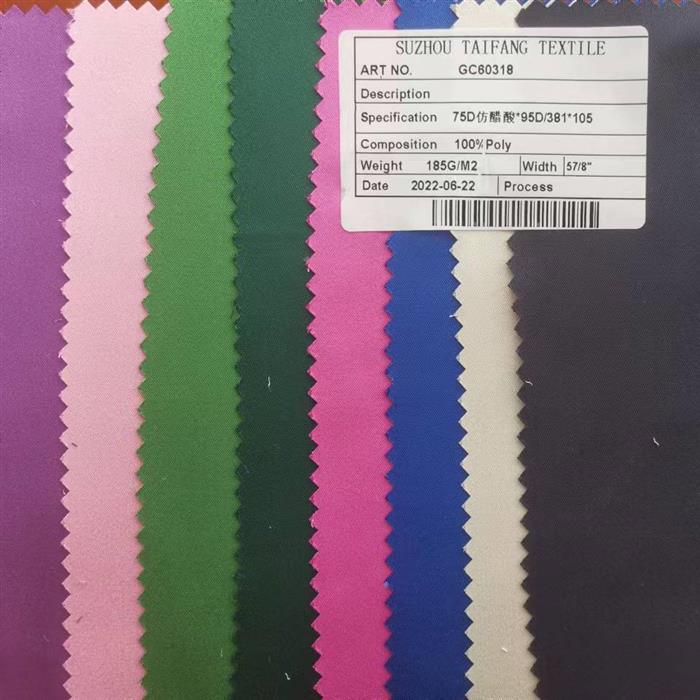 SUZHOU TAIFANG TEXTILE
ART NO. GC60318
Description
Specification 75D仿醋酸*95D/381*105
Composition 100%Poly
Weight 185G/M2 Width 57/8"
Date 2022-06-22 Process